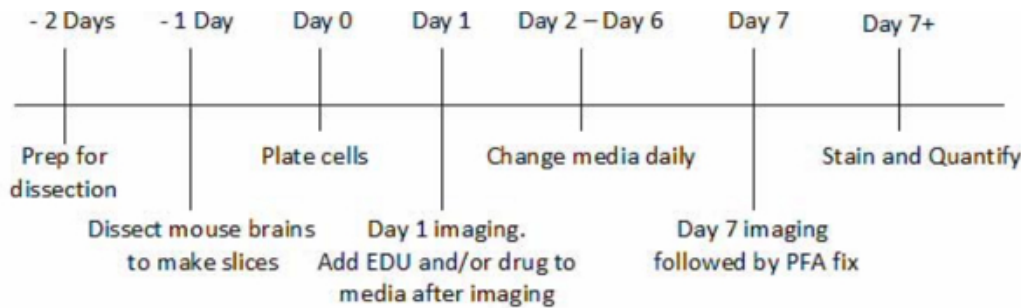 - 2 Days
- 1 Day
Day 0
Day 1
Day 2 – Day 6
Day 7
Day 7+
Prep for
dissection
Dissect mouse brains
to make slices
Plate cells
Day 1 imaging.
Add EDU and/or drug to
media after imaging
Change media daily
Day 7 imaging
followed by PFA fix
Stain and Quantify